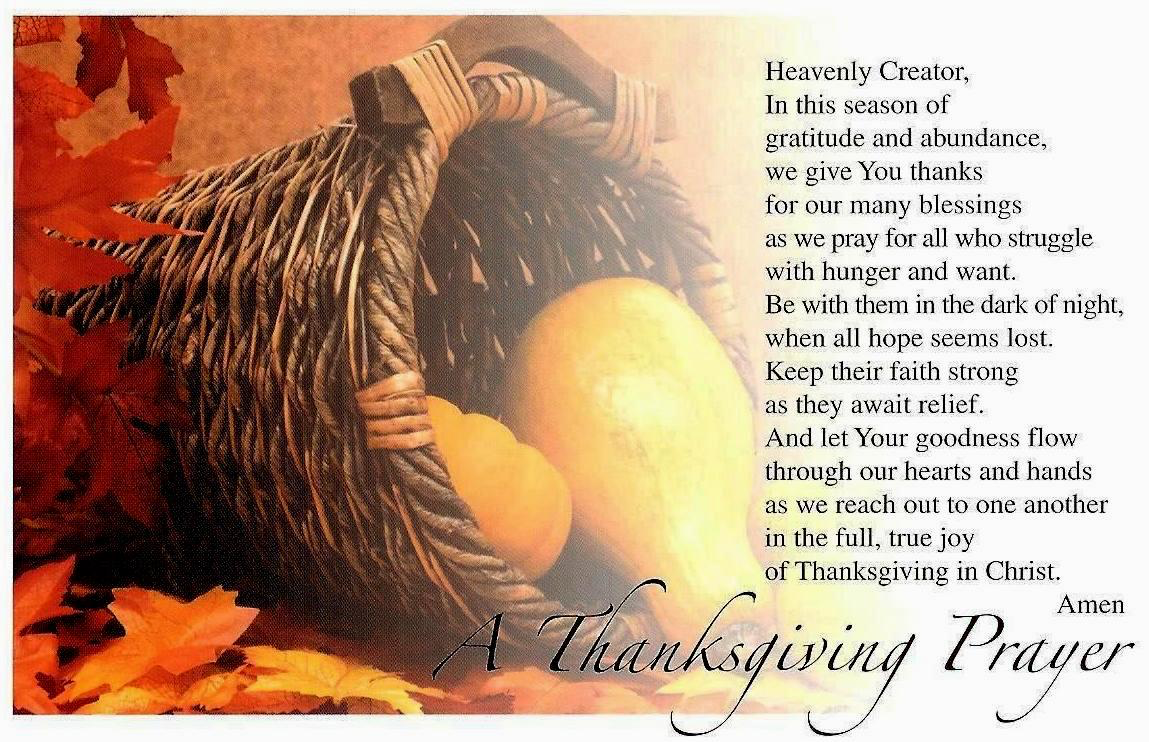 Heavenly Creator,
In this season of
gratitude and abundance,
we give You thanks
for our many blessings
as we pray for all who struggle
with hunger and want.
Be with them in the dark of night,
when all hope seems lost.
Keep their faith strong
as they await relief.
And let Your goodness flow
through our hearts and hands
as we reach out to one another
in the full, true joy
of Thanksgiving in Christ.
Amen
A Thanksgiving Prayer